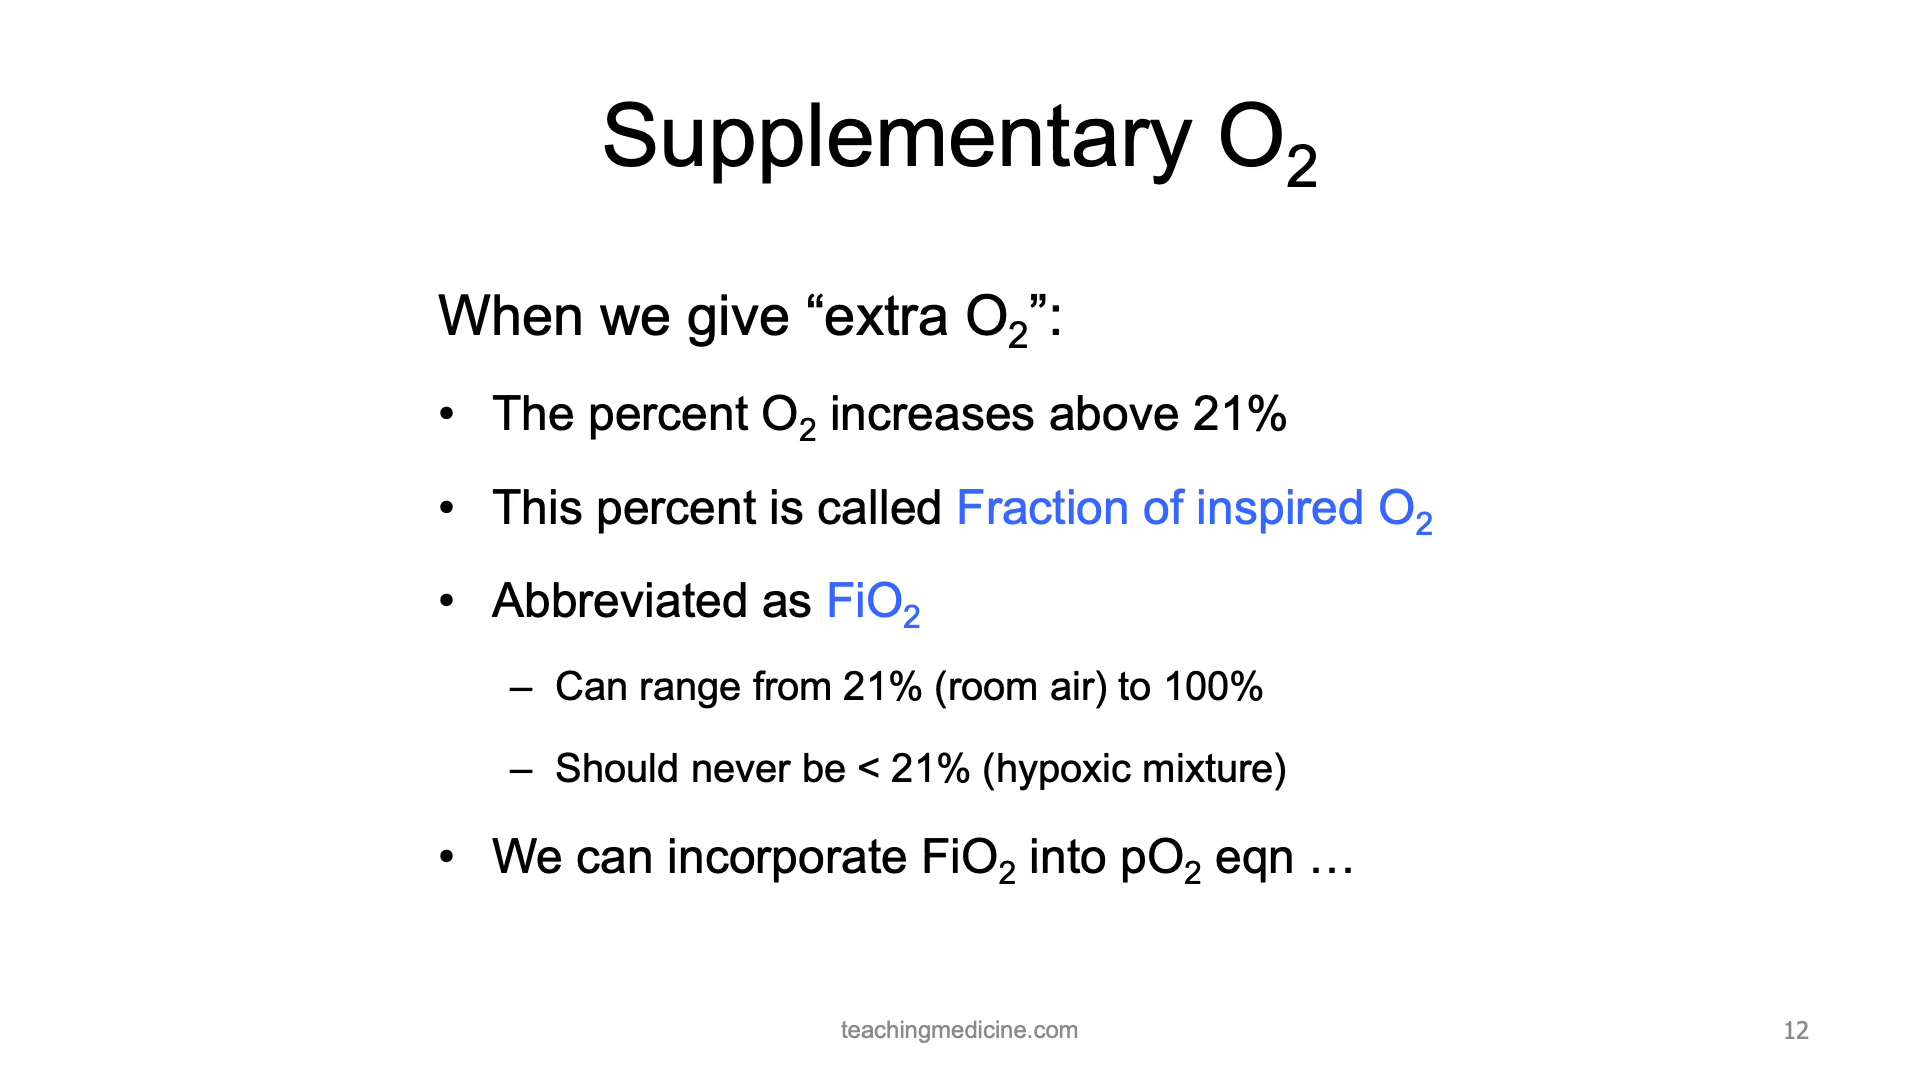 Supplementary O₂
When we give “extra O₂”:
• The percent O₂ increases above 21%
• This percent is called Fraction of inspired O₂
• Abbreviated as FiO₂
– Can range from 21% (room air) to 100%
– Should never be < 21% (hypoxic mixture)
• We can incorporate FiO₂ into pO₂ eqn …
teachingmedicine.com
12